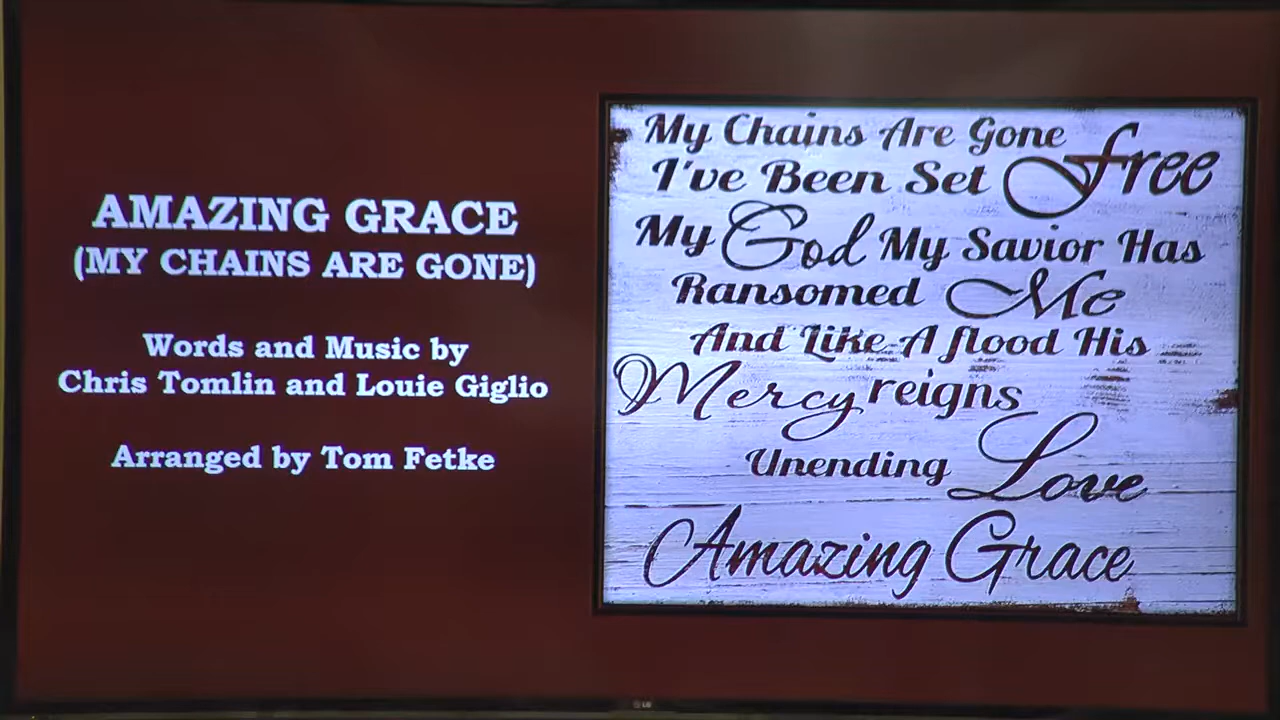 AMAZING GRACE
(MY CHAINS ARE GONE)
Words and Music by
Chris Tomlin and Louie Giglio
Arranged by Tom Fetke
My Chains Are Gone
I've Been Set free
My God My Savior Has
Ransomed Me
And Like A flood His
Mercy reigns
Unending Love
Amazing Grace
LG